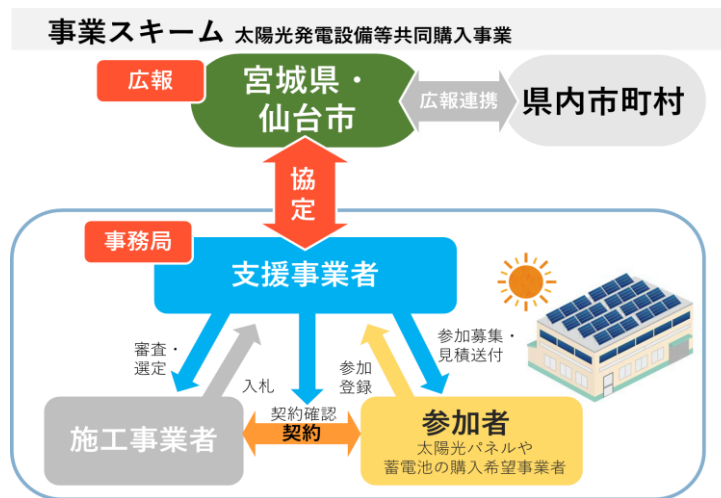 事業スキーム 太陽光発電設備等共同購入事業
広報
宮城県・
仙台市
広報連携
県内市町村
協
定
事務局
支援事業者
審査・
選定
入札
参加
登録
参加募集・
見積送付
契約確認
契約
施工事業者
参加者
太陽光パネルや
蓄電池の購入希望事業者